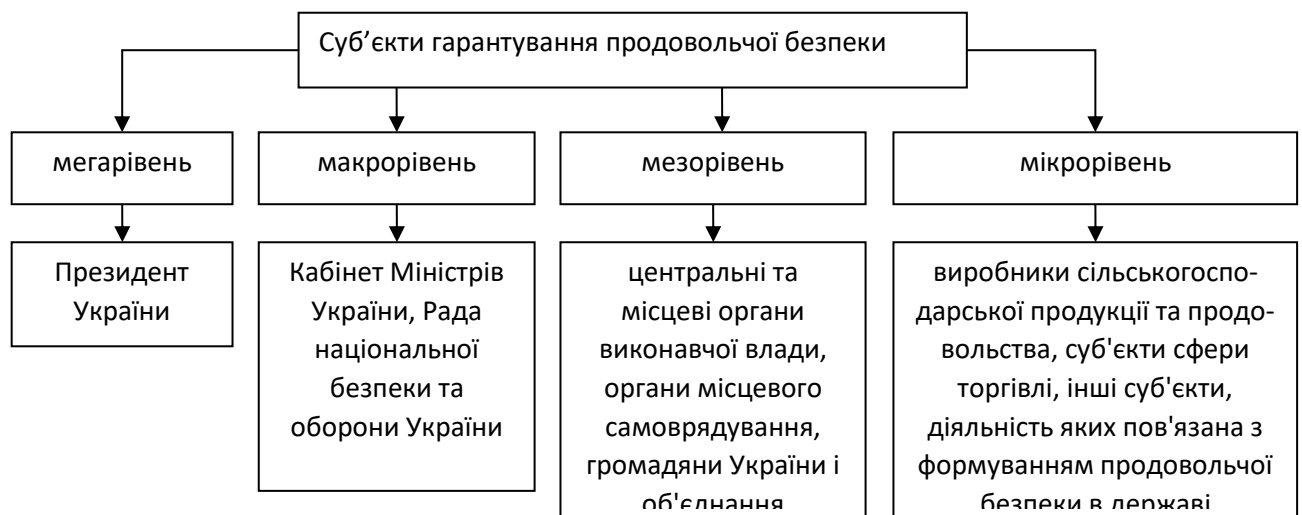 Суб’єкти гарантування продовольчої безпеки
мегарівень
макрорівень
мезорівень
мікрорівень
Президент
України
Кабінет Міністрів
України, Рада
національної
безпеки та
оборони України
центральні та
місцеві органи
виконавчої влади,
органи місцевого
самоврядування,
громадяни України і
об'єднання
виробники сільськогоспо-
дарської продукції та продо-
вольства, суб'єкти сфери
торгівлі, інші суб'єкти,
діяльність яких пов'язана з
формуванням продовольчої
безпеки в державі